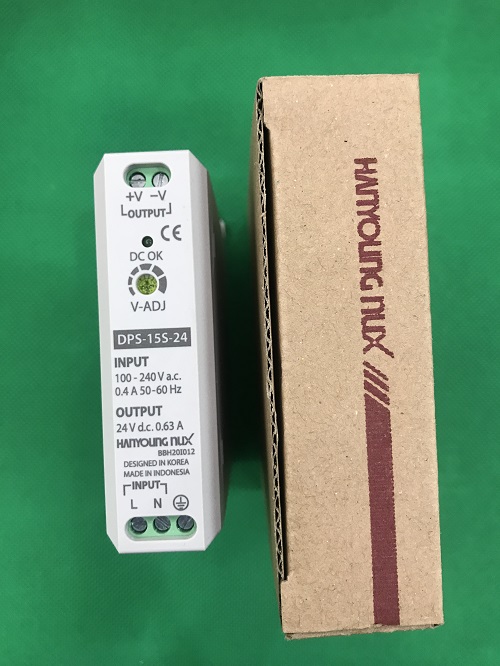 +V -V
OUTPUT
CE
DC OK
V-ADJ
DPS-15S-24
INPUT
100 - 240 V a.c.
0.4 A 50-60 Hz
OUTPUT
24 V d.c. 0.63 A
HANYOUNG NUX
BBH20I012
DESIGNED IN KOREA
MADE IN INDONESIA
INPUT
L N
HANYOUNG NUX